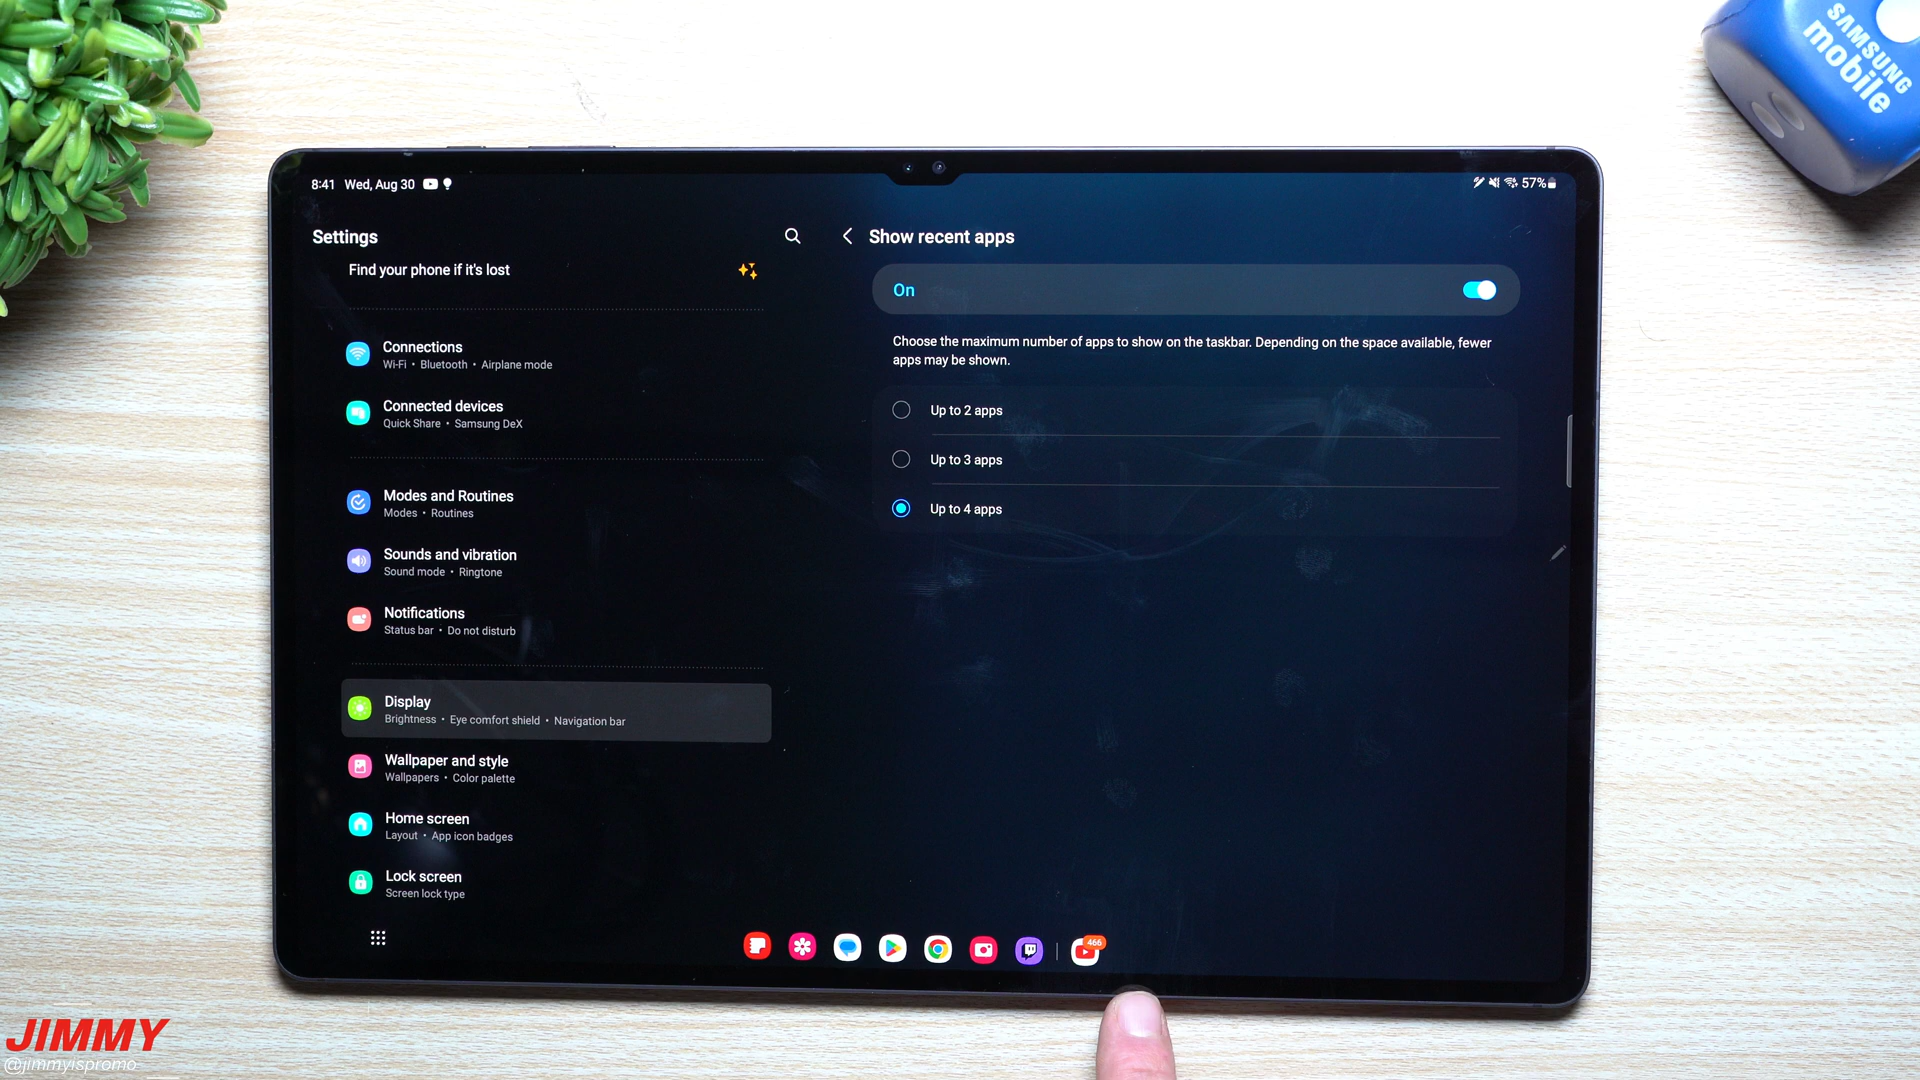 SAMSUNG
mobile
8:41 Wed, Aug 30
57%
Settings
Find your phone if it's lost
Connections
Wi-Fi • Bluetooth • Airplane mode
Connected devices
Quick Share • Samsung DeX
Modes and Routines
Modes • Routines
Sounds and vibration
Sound mode • Ringtone
Notifications
Status bar • Do not disturb
Display
Brightness • Eye comfort shield • Navigation bar
Wallpaper and style
Wallpapers • Color palette
Home screen
Layout • App icon badges
Lock screen
Screen lock type
Show recent apps
On
Choose the maximum number of apps to show on the taskbar. Depending on the space available, fewer
apps may be shown.
Up to 2 apps
Up to 3 apps
Up to 4 apps
466
JIMMY
@jimmyispromo